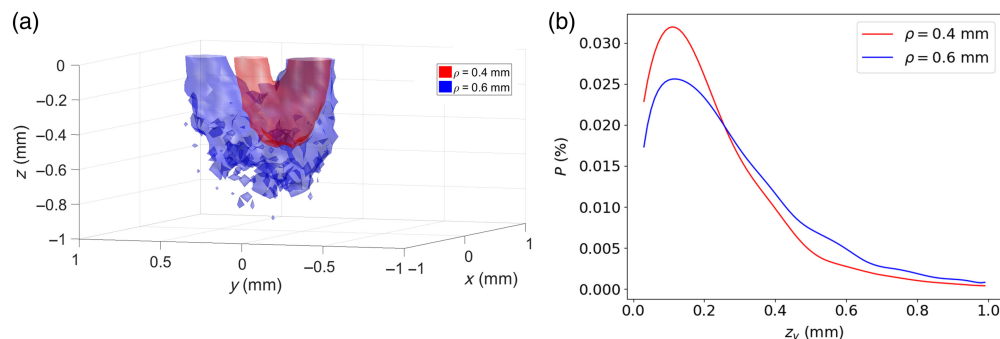 (a)
0
−0.2
−0.4
−0.6
−0.8
−1
z (mm)
1
0.5
0
−0.5
−1
y (mm)
−1
0
1
x (mm)
ρ = 0.4 mm
ρ = 0.6 mm
(b)
0.030
0.025
0.020
0.015
0.010
0.005
0.000
P (%)
0.0 0.2 0.4 0.6 0.8 1.0
z_v (mm)
ρ = 0.4 mm
ρ = 0.6 mm